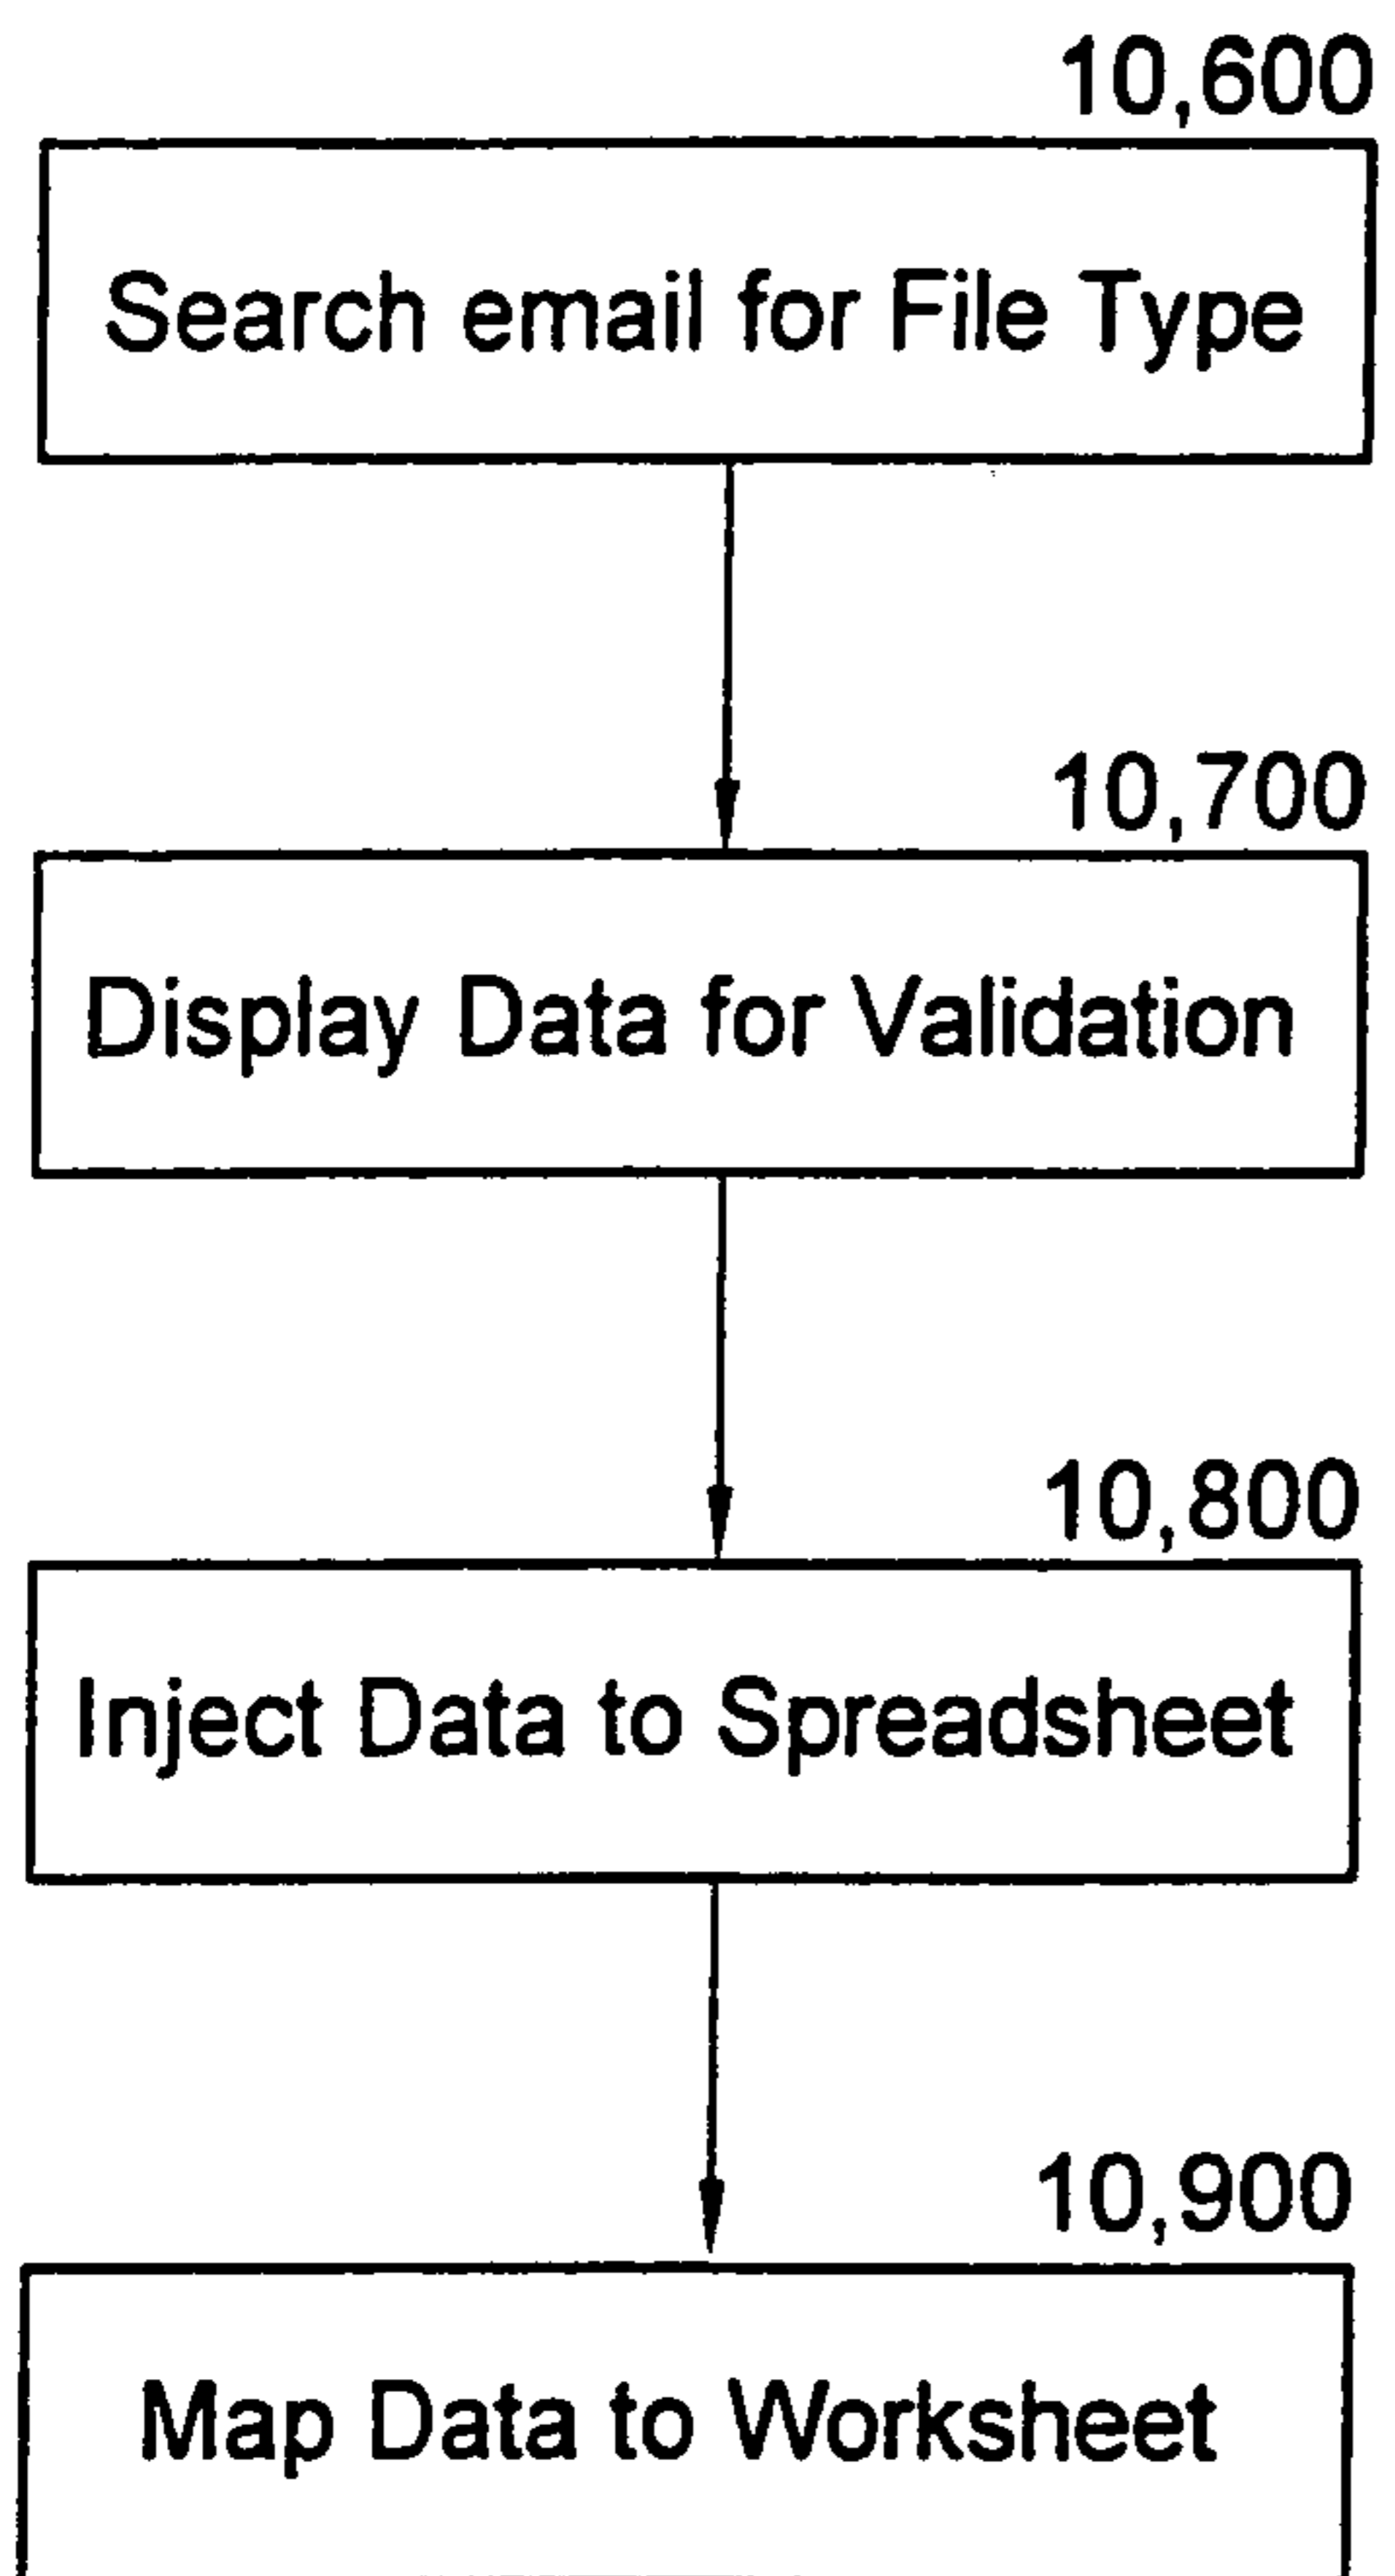 10,600
Search email for File Type
10,700
Display Data for Validation
10,800
Inject Data to Spreadsheet
10,900
Map Data to Worksheet